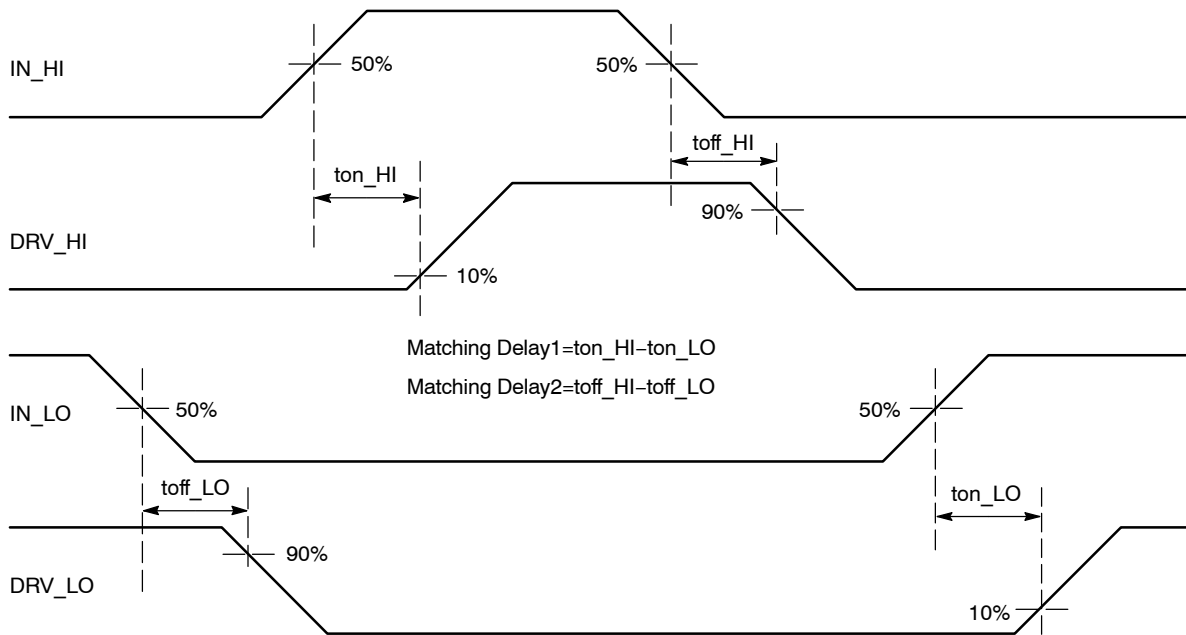 IN_HI
50%
50%
ton_HI
toff_HI
DRV_HI
10%
90%
Matching Delay1=ton_HI−ton_LO
Matching Delay2=toff_HI−toff_LO
IN_LO
50%
50%
toff_LO
ton_LO
DRV_LO
90%
10%